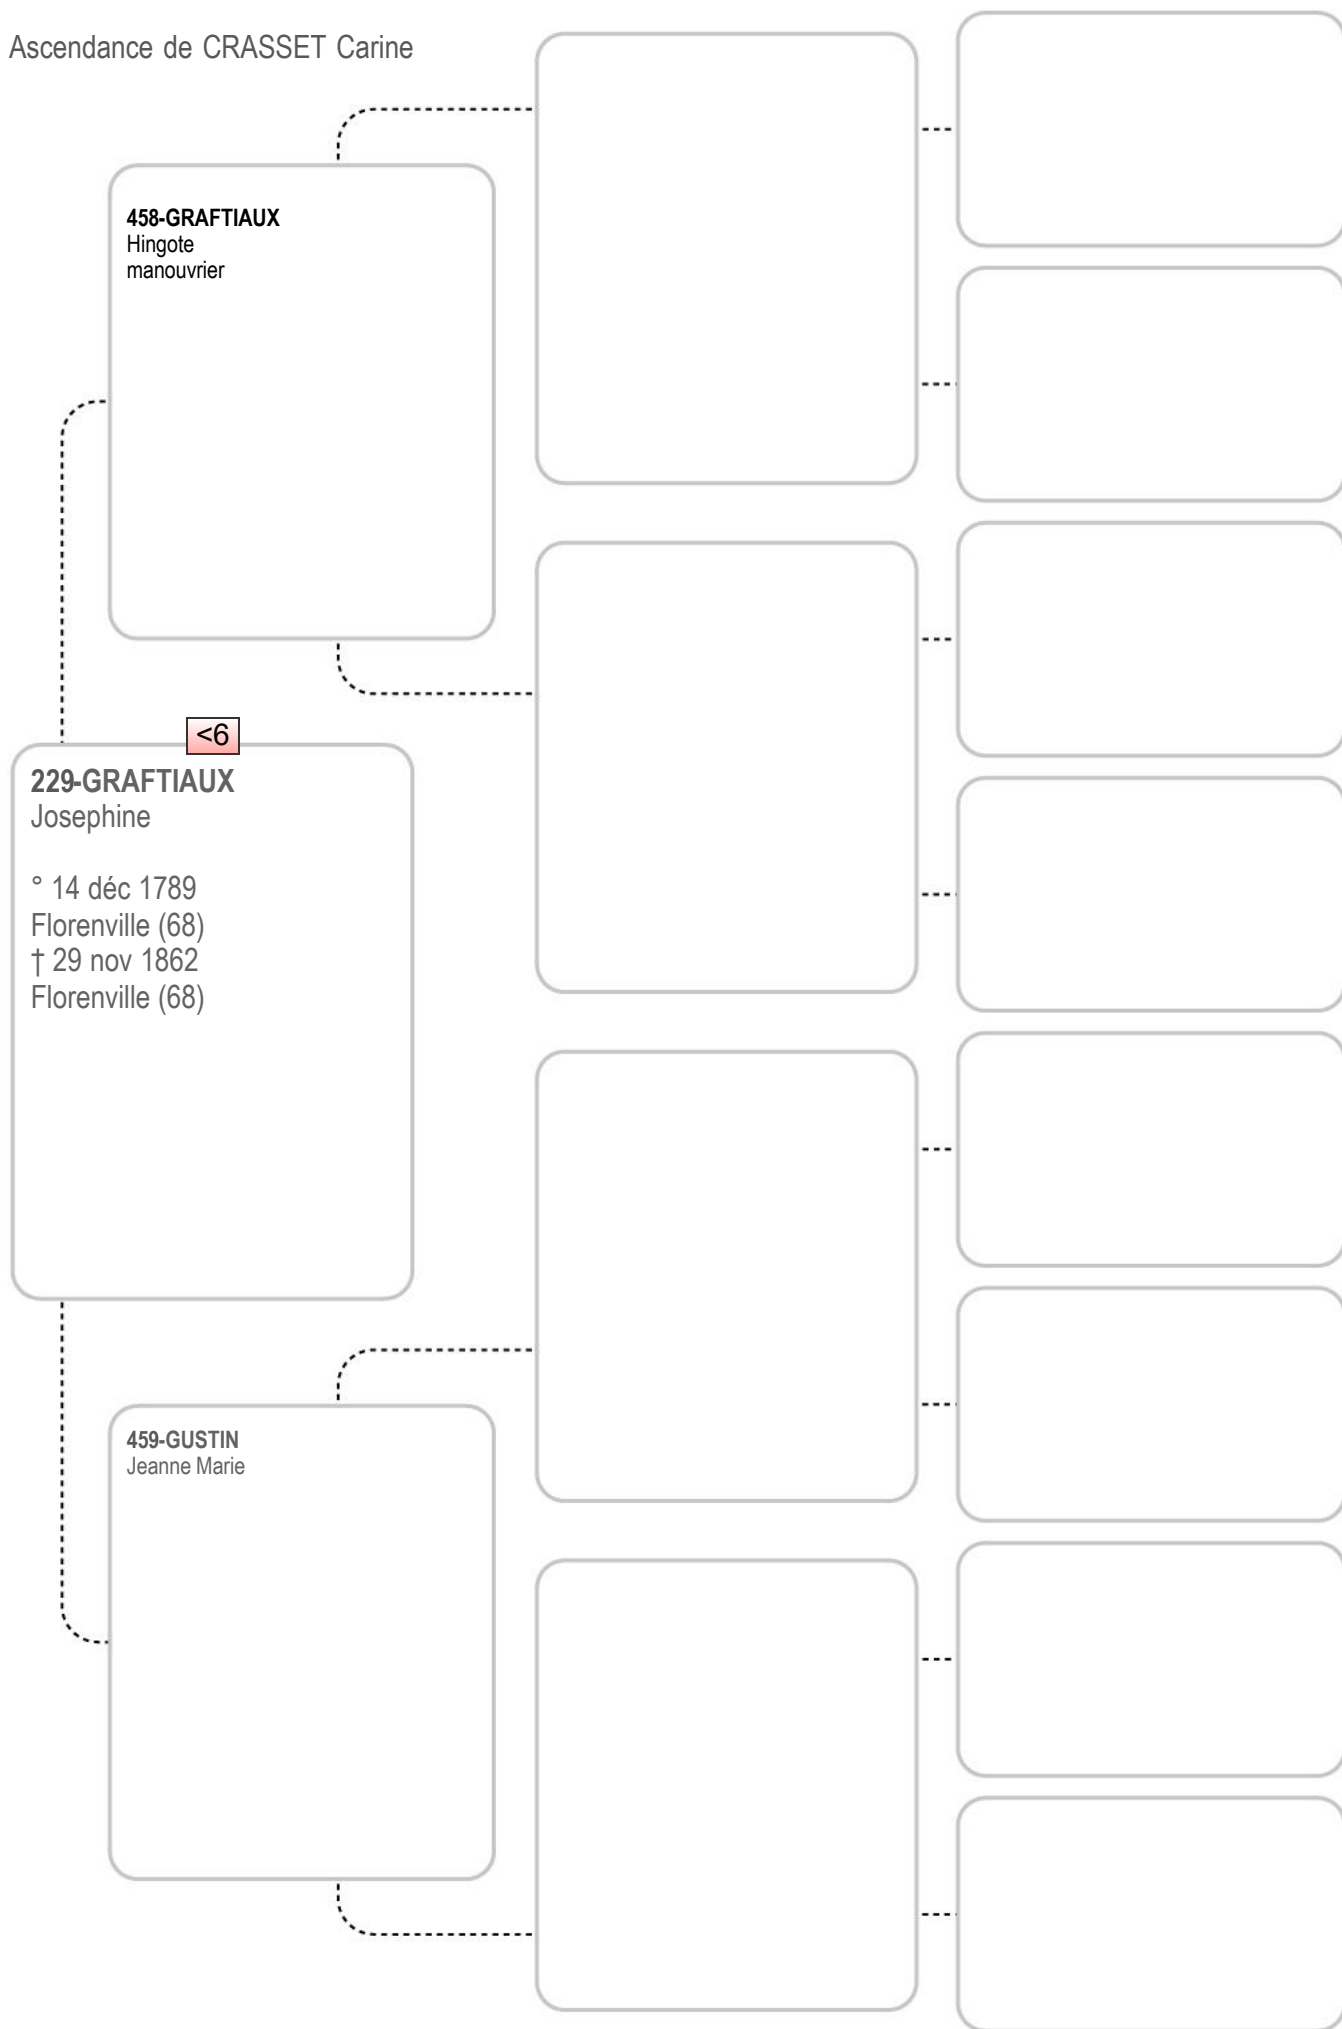 Ascendance de CRASSET Carine
458-GRAFTIAUX
Hingote
manouvrier
<6
229-GRAFTIAUX
Josephine
° 14 déc 1789
Florenville (68)
† 29 nov 1862
Florenville (68)
459-GUSTIN
Jeanne Marie